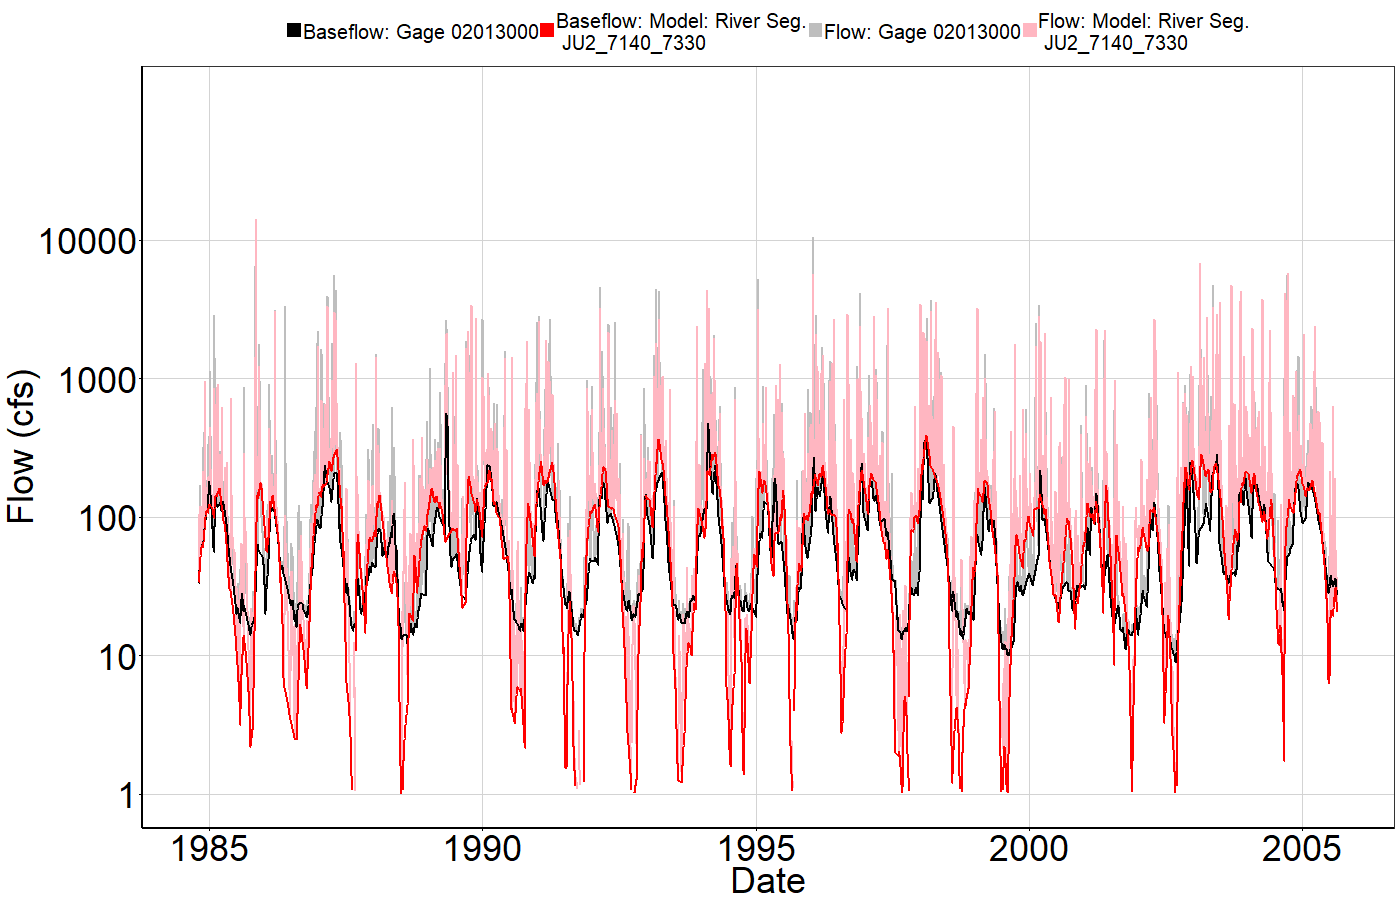 Baseflow: Gage 02013000 Baseflow: Model: River Seg. Flow: Gage 02013000 Flow: Model: River Seg.
JU2_7140_7330 JU2_7140_7330
10000
1000
100
10
1
Flow (cfs)
1985 1990 1995 2000 2005
Date